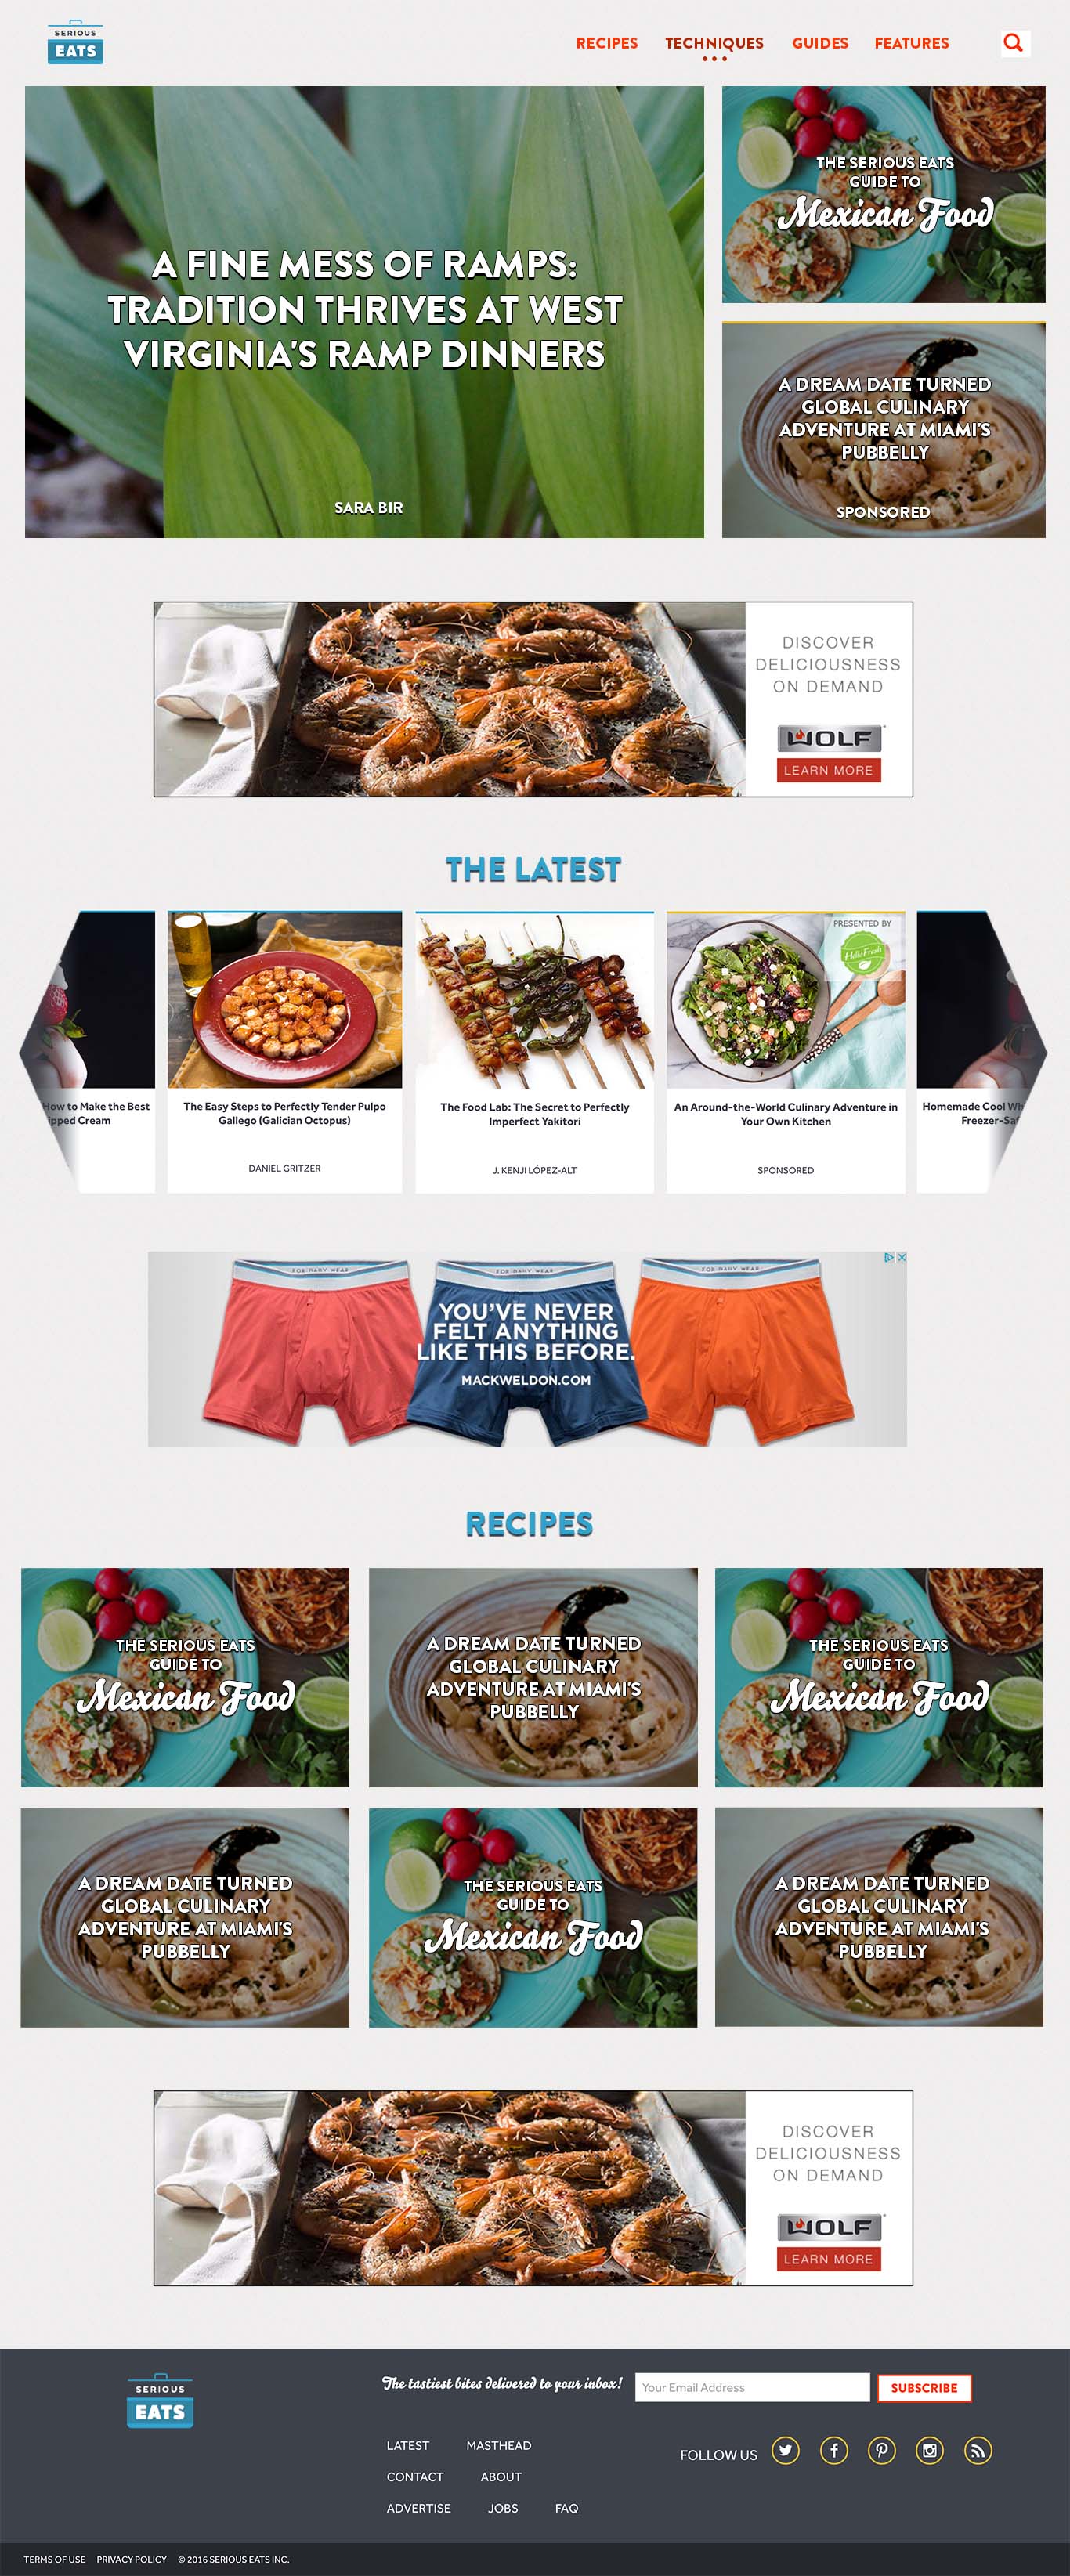 SERIOUS
EATS
RECIPES TECHNIQUES GUIDES FEATURES
A FINE MESS OF RAMPS:
TRADITION THRIVES AT WEST
VIRGINIA'S RAMP DINNERS
SARA BIR
THE SERIOUS EATS
GUIDE TO
Mexican Food
A DREAM DATE TURNED
GLOBAL CULINARY
ADVENTURE AT MIAMI'S
PUBBELLY
SPONSORED
DISCOVER
DELICIOUSNESS
ON DEMAND
WOLF
LEARN MORE
THE LATEST
How to Make the Best
Cream
The Easy Steps to Perfectly Tender Pulpo
Gallego (Galician Octopus)
DANIEL GRITZER
The Food Lab: The Secret to Perfectly
Imperfect Yakitori
J. KENJI LÓPEZ-ALT
PRESENTED BY
HelloFresh
An Around-the-World Culinary Adventure in
Your Own Kitchen
SPONSORED
Homemade Cool
YOU'VE NEVER
FELT ANYTHING
LIKE THIS BEFORE.
MACKWELDON.COM
RECIPES
THE SERIOUS EATS
GUIDE TO
Mexican Food
A DREAM DATE TURNED
GLOBAL CULINARY
ADVENTURE AT MIAMI'S
PUBBELLY
THE SERIOUS EATS
GUIDE TO
Mexican Food
A DREAM DATE TURNED
GLOBAL CULINARY
ADVENTURE AT MIAMI'S
PUBBELLY
THE SERIOUS EATS
GUIDE TO
Mexican Food
A DREAM DATE TURNED
GLOBAL CULINARY
ADVENTURE AT MIAMI'S
PUBBELLY
DISCOVER
DELICIOUSNESS
ON DEMAND
WOLF
LEARN MORE
SERIOUS
EATS
The tastiest bites delivered to your inbox!
Your Email Address
SUBSCRIBE
LATEST MASTHEAD
CONTACT ABOUT
ADVERTISE JOBS FAQ
FOLLOW US
TERMS OF USE PRIVACY POLICY © 2016 SERIOUS EATS INC.